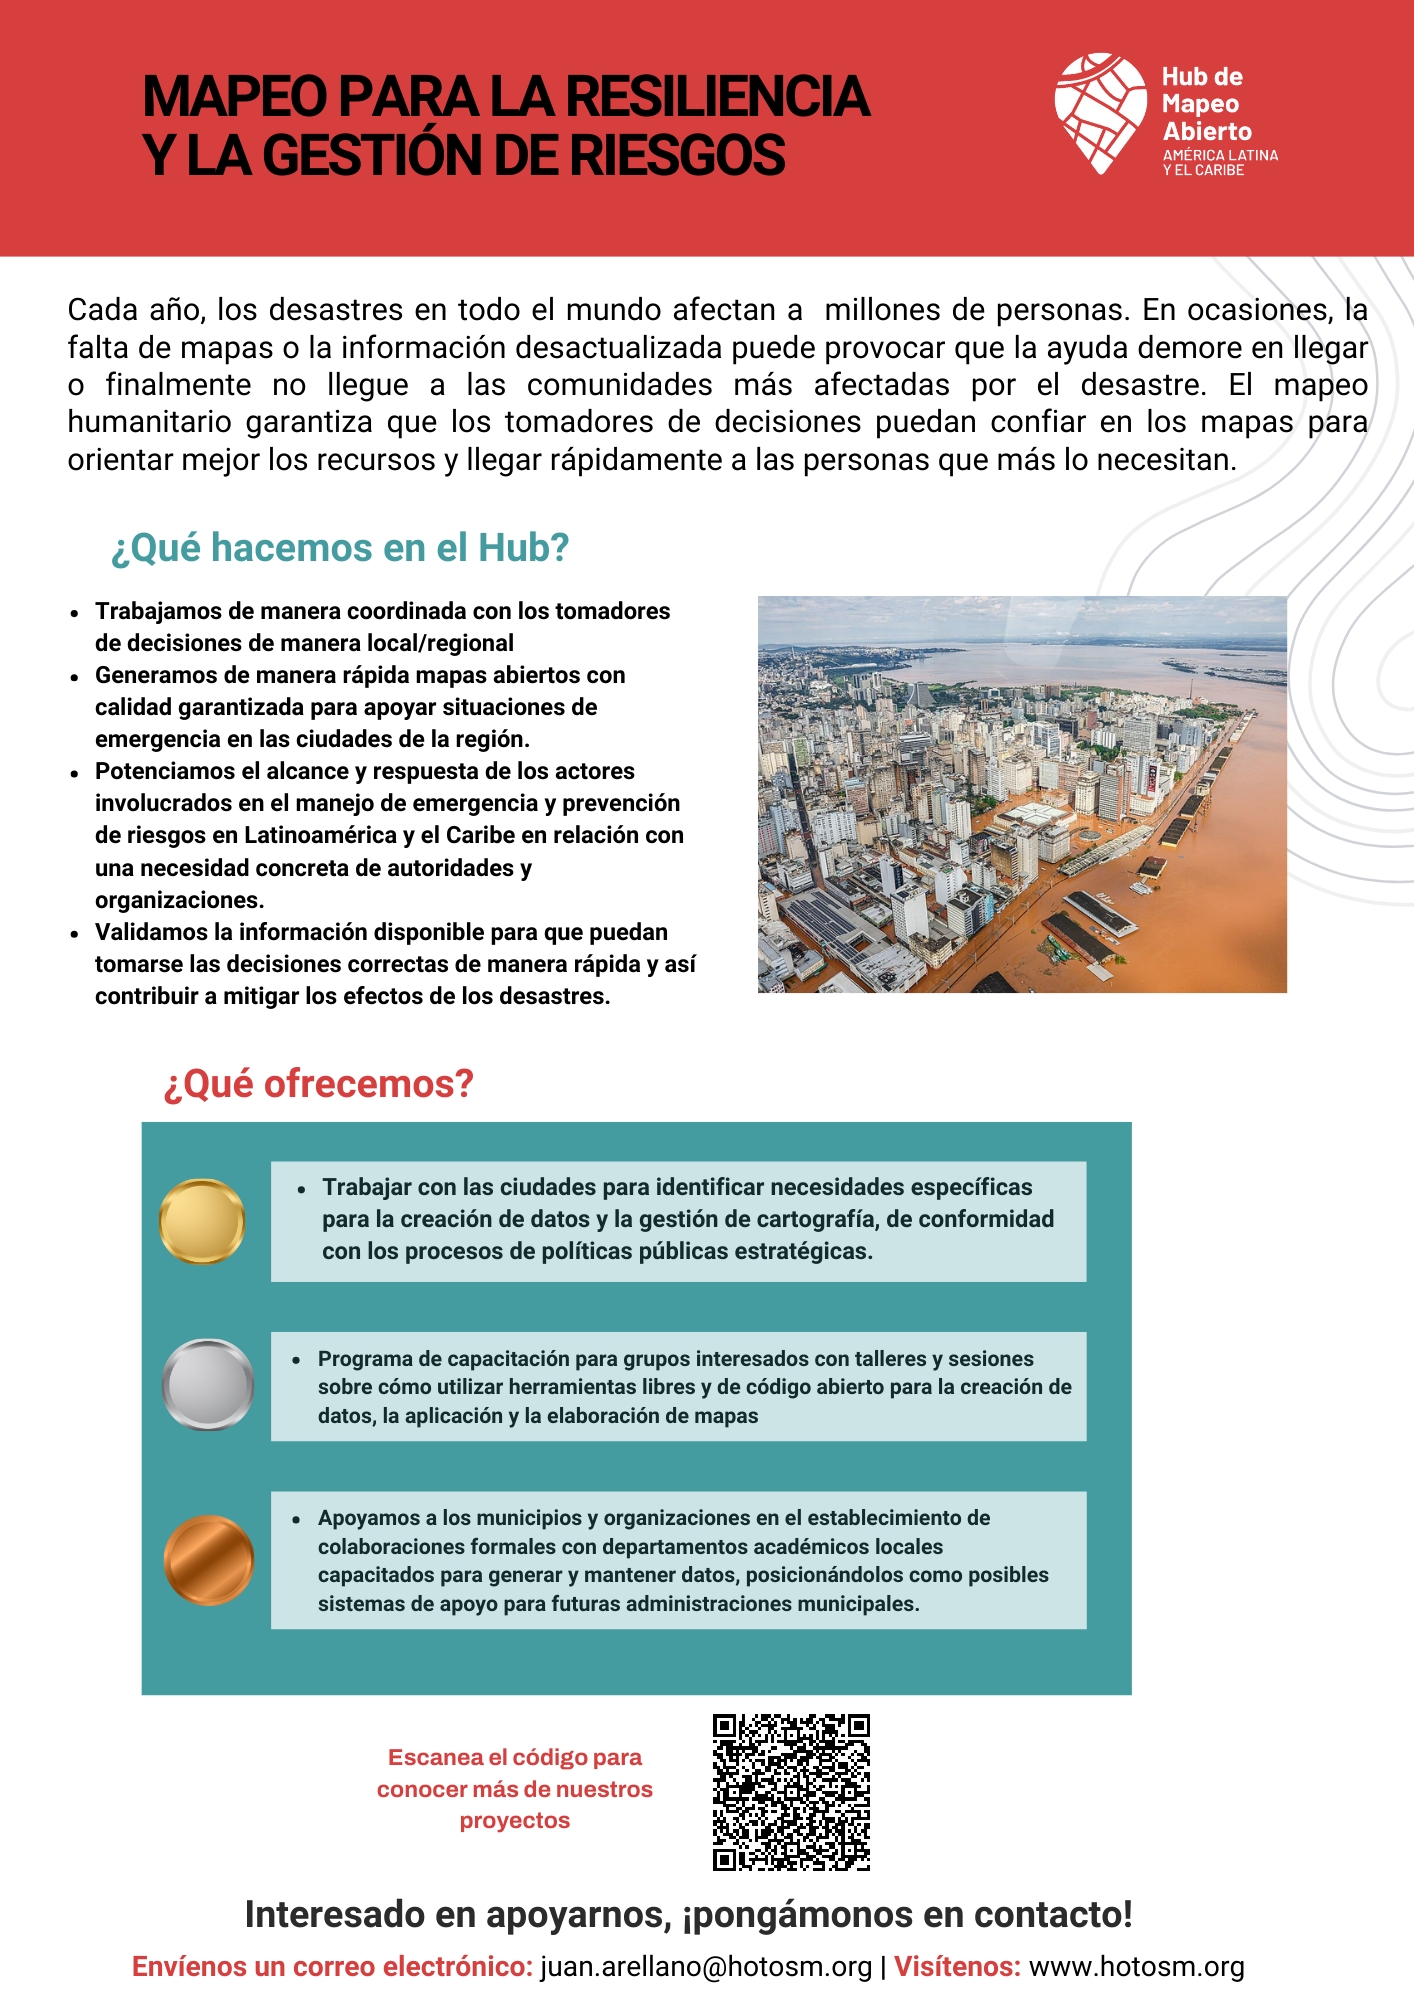 MAPEO PARA LA RESILIENCIA
Y LA GESTIÓN DE RIESGOS
Hub de
Mapeo
Abierto
AMÉRICA LATINA
Y EL CARIBE
Cada año, los desastres en todo el mundo afectan a  millones de personas. En ocasiones, la
falta de mapas o la información desactualizada puede provocar que la ayuda demore en llegar
o finalmente no llegue a las comunidades más afectadas por el desastre. El mapeo
humanitario garantiza que los tomadores de decisiones puedan confiar en los mapas para
orientar mejor los recursos y llegar rápidamente a las personas que más lo necesitan.
¿Qué hacemos en el Hub?
• Trabajamos de manera coordinada con los tomadores
de decisiones de manera local/regional
• Generamos de manera rápida mapas abiertos con
calidad garantizada para apoyar situaciones de
emergencia en las ciudades de la región.
• Potenciamos el alcance y respuesta de los actores
involucrados en el manejo de emergencia y prevención
de riesgos en Latinoamérica y el Caribe en relación con
una necesidad concreta de autoridades y
organizaciones.
• Validamos la información disponible para que puedan
tomarse las decisiones correctas de manera rápida y así
contribuir a mitigar los efectos de los desastres.
¿Qué ofrecemos?
• Trabajar con las ciudades para identificar necesidades específicas
para la creación de datos y la gestión de cartografía, de conformidad
con los procesos de políticas públicas estratégicas.
• Programa de capacitación para grupos interesados con talleres y sesiones
sobre cómo utilizar herramientas libres y de código abierto para la creación de
datos, la aplicación y la elaboración de mapas
• Apoyamos a los municipios y organizaciones en el establecimiento de
colaboraciones formales con departamentos académicos locales
capacitados para generar y mantener datos, posicionándolos como posibles
sistemas de apoyo para futuras administraciones municipales.
Escanea el código para
conocer más de nuestros
proyectos
Interesado en apoyarnos, ¡pongámonos en contacto!
Envíenos un correo electrónico: juan.arellano@hotosm.org | Visítenos: www.hotosm.org